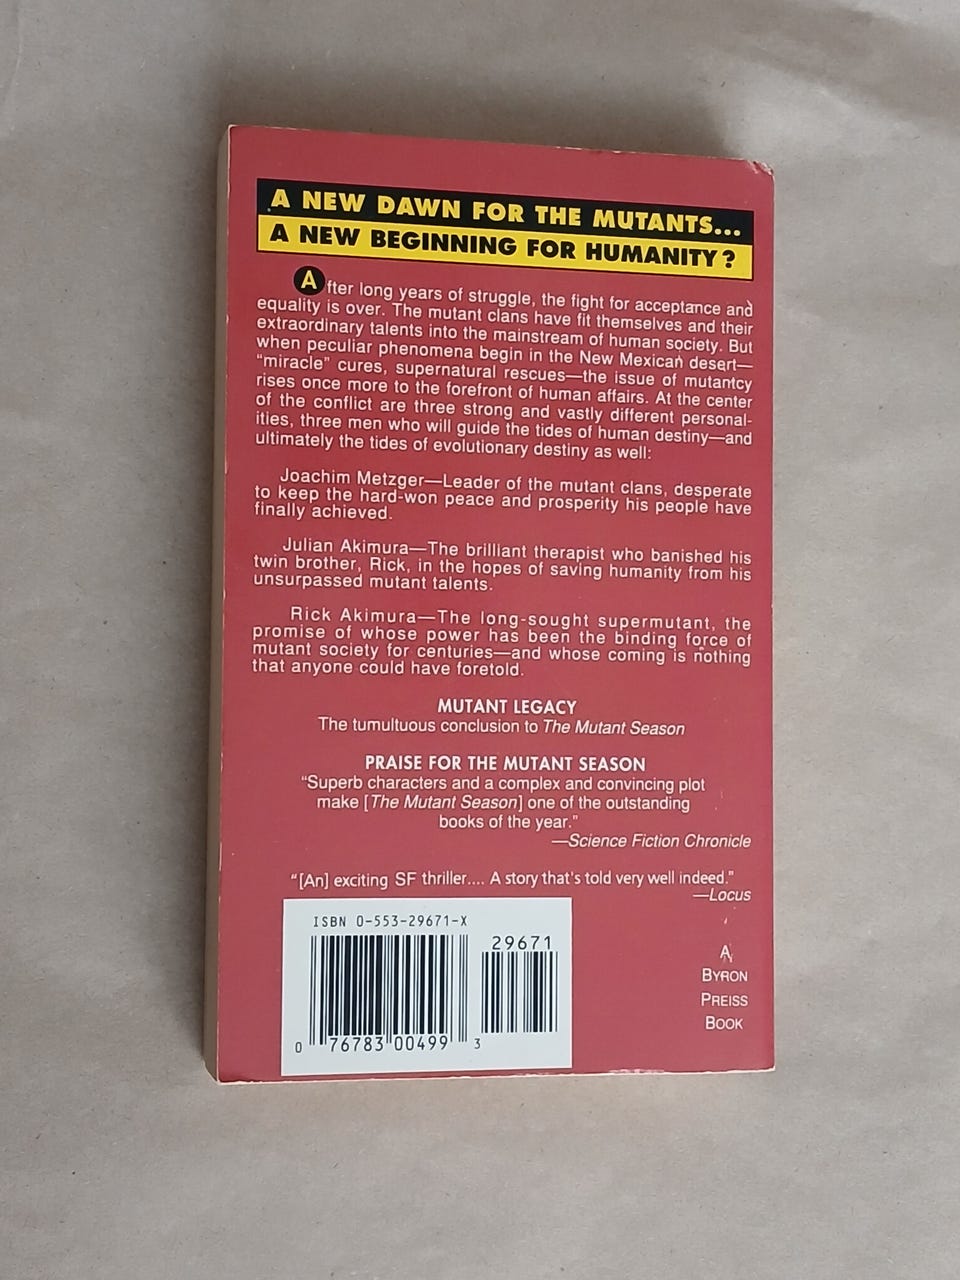 A NEW DAWN FOR THE MUTANTS...
A NEW BEGINNING FOR HUMANITY?
After long years of struggle, the fight for acceptance and
equality is over. The mutant clans have fit themselves and their
extraordinary talents into the mainstream of human society. But
when peculiar phenomena begin in the New Mexican desert—
“miracle” cures, supernatural rescues—the issue of mutantcy
rises once more to the forefront of human affairs. At the center
of the conflict are three strong and vastly different personal-
ities, three men who will guide the tides of human destiny—and
ultimately the tides of evolutionary destiny as well:
Joachim Metzger—Leader of the mutant clans, desperate
to keep the hard-won peace and prosperity his people have
finally achieved.
Julian Akimura—The brilliant therapist who banished his
twin brother, Rick, in the hopes of saving humanity from his
unsurpassed mutant talents.
Rick Akimura—The long-sought supermutant, the
promise of whose power has been the binding force of
mutant society for centuries—and whose coming is nothing
that anyone could have foretold.
MUTANT LEGACY
The tumultuous conclusion to The Mutant Season
PRAISE FOR THE MUTANT SEASON
“Superb characters and a complex and convincing plot
make [The Mutant Season] one of the outstanding
books of the year.”
—Science Fiction Chronicle
“[An] exciting SF thriller.... A story that's told very well indeed.”
—Locus
ISBN 0-553-29671-X
29671
0 76783 00499 3
A
BYRON
PREISS
BOOK